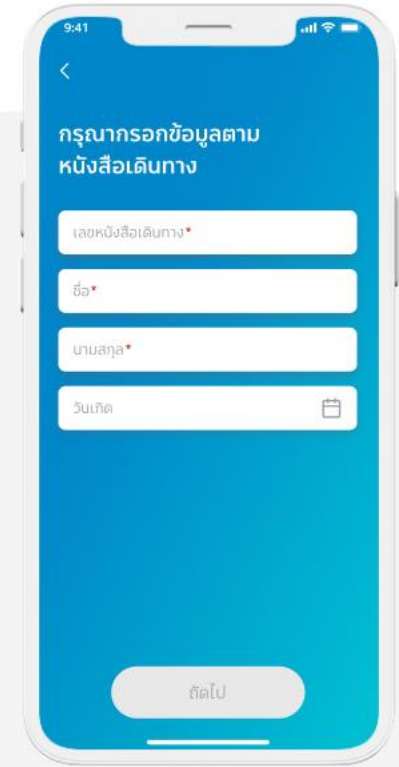 9:41
กรุณากรอกข้อมูลตาม
หนังสือเดินทาง
เลขหนังสือเดินทาง*
ชื่อ*
นามสกุล*
วันเกิด
ถัดไป